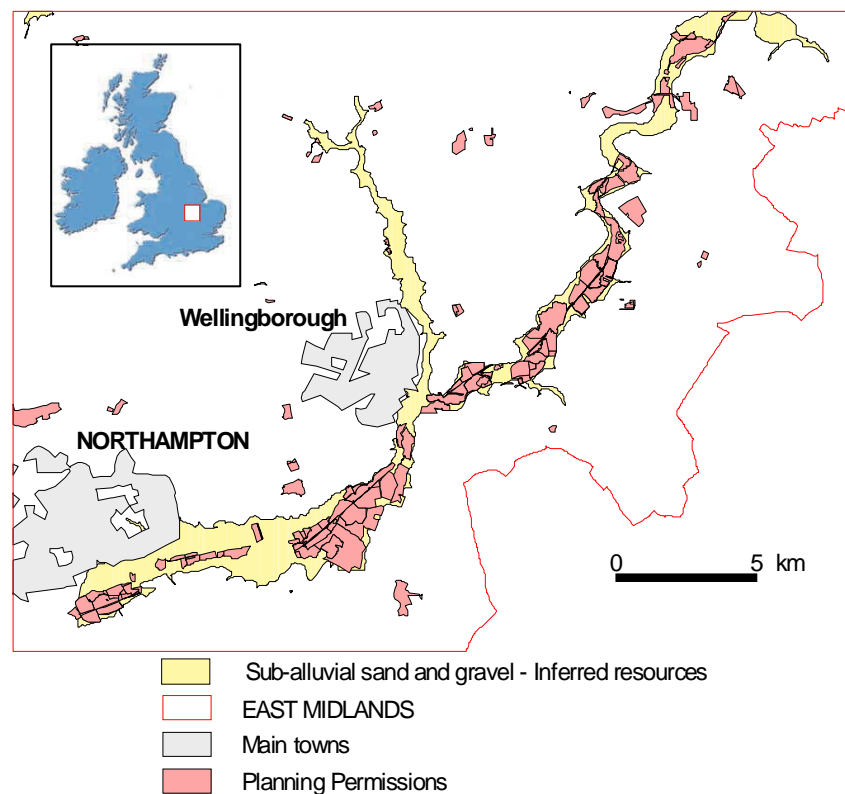 Wellingborough
NORTHAMPTON
0 5 km
Sub-alluvial sand and gravel - Inferred resources
EAST MIDLANDS
Main towns
Planning Permissions